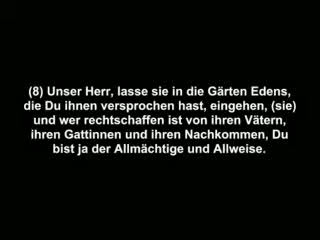 (8) Unser Herr, lasse sie in die Gärten Edens,
die Du ihnen versprochen hast, eingehen, (sie)
und wer rechtschaffen ist von ihren Vätern,
ihren Gattinnen und ihren Nachkommen, Du
bist ja der Allmächtige und Allweise.